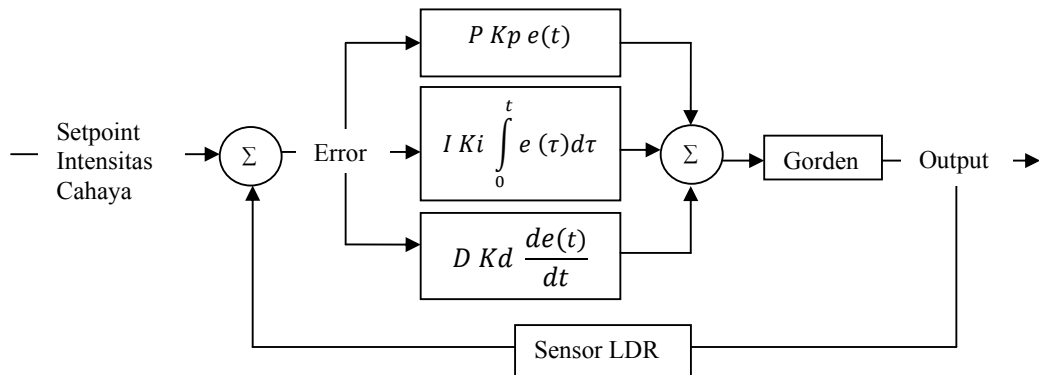 P Kp e(t)
Setpoint
Intensitas
Cahaya
Σ
Error
I Ki ∫₀ᵗ e (τ)dτ
Σ
Gorden
Output
D Kd de(t)/dt
Sensor LDR